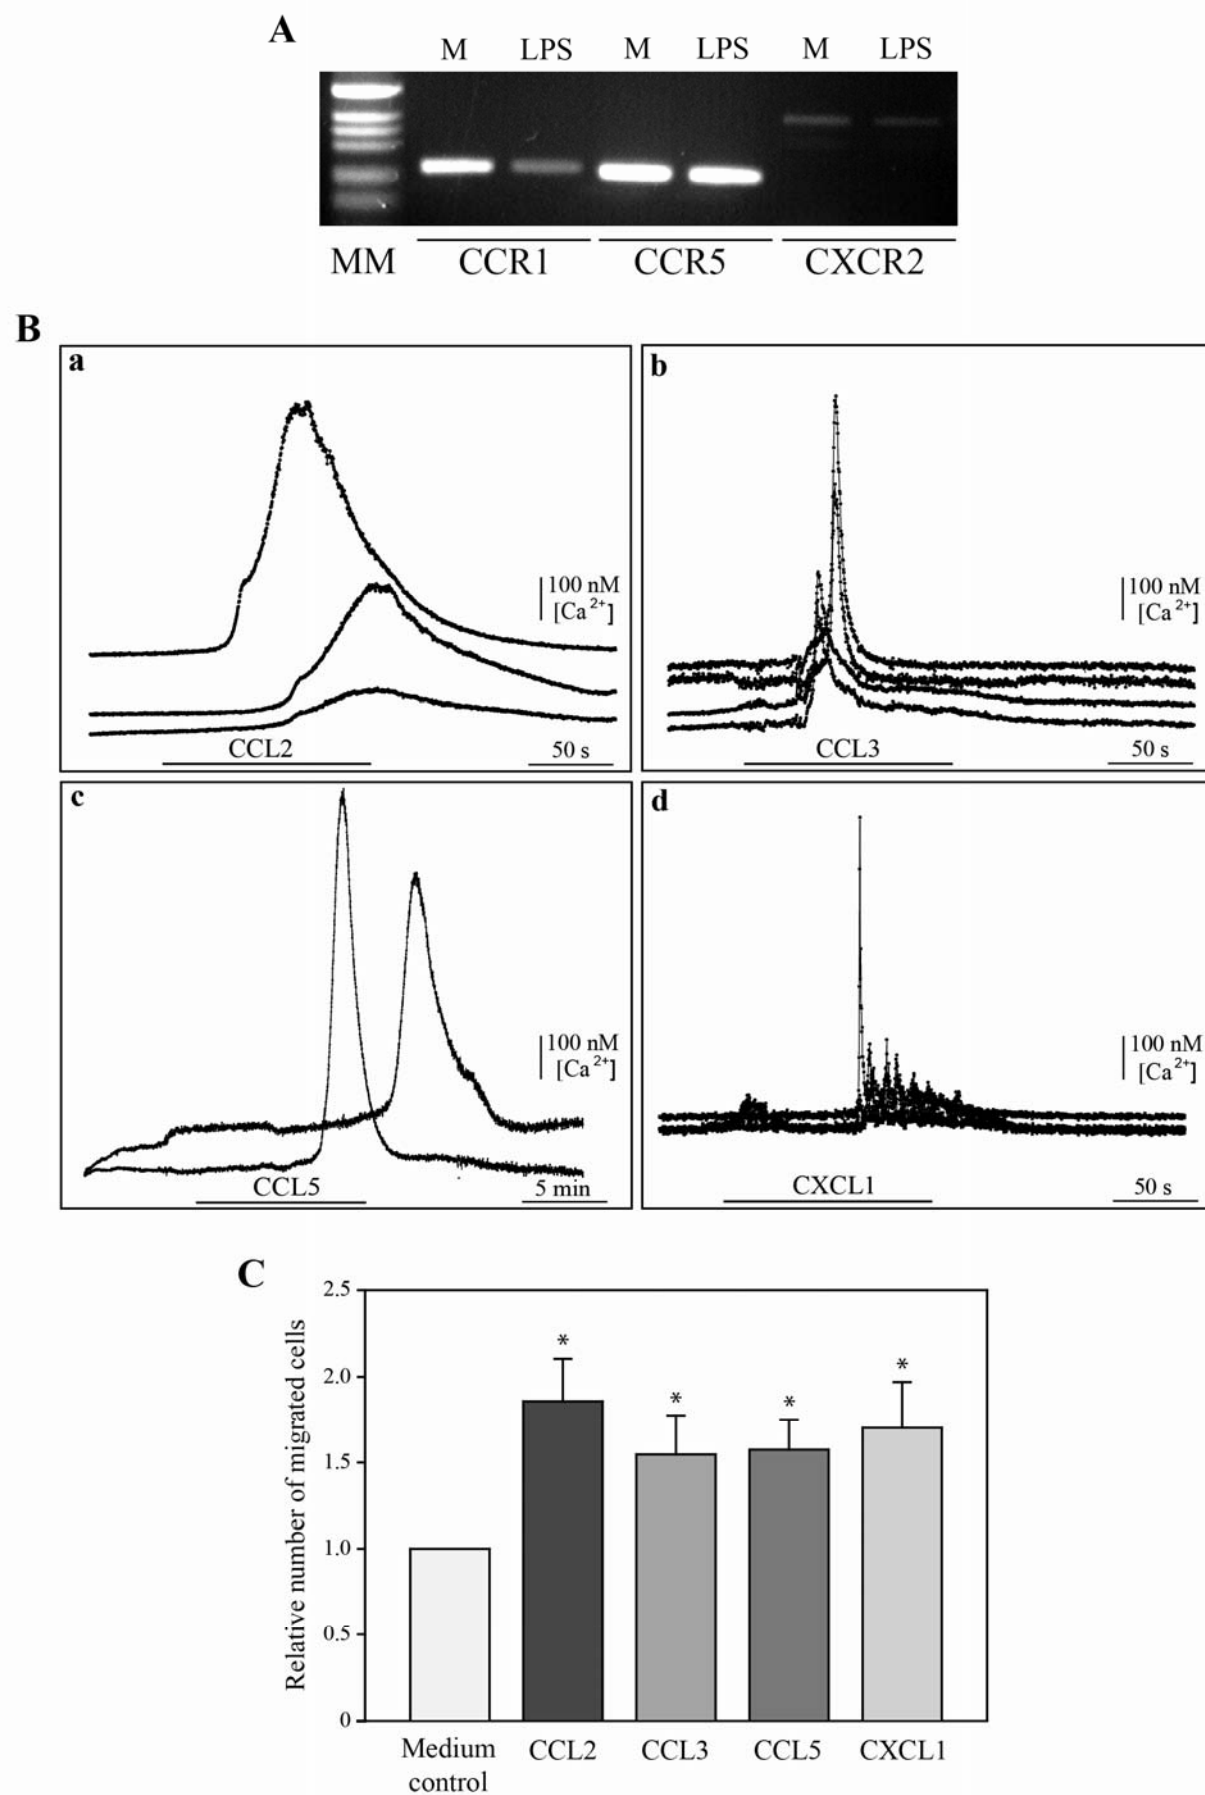 A
M LPS M LPS M LPS
MM CCR1 CCR5 CXCR2
B
a
100 nM
[Ca2+]
CCL2 50 s
b
100 nM
[Ca2+]
CCL3 50 s
c
100 nM
[Ca2+]
CCL5 5 min
d
100 nM
[Ca2+]
CXCL1 50 s
C
Relative number of migrated cells
2.5
2.0
1.5
1.0
0.5
0
* * * *
Medium control CCL2 CCL3 CCL5 CXCL1